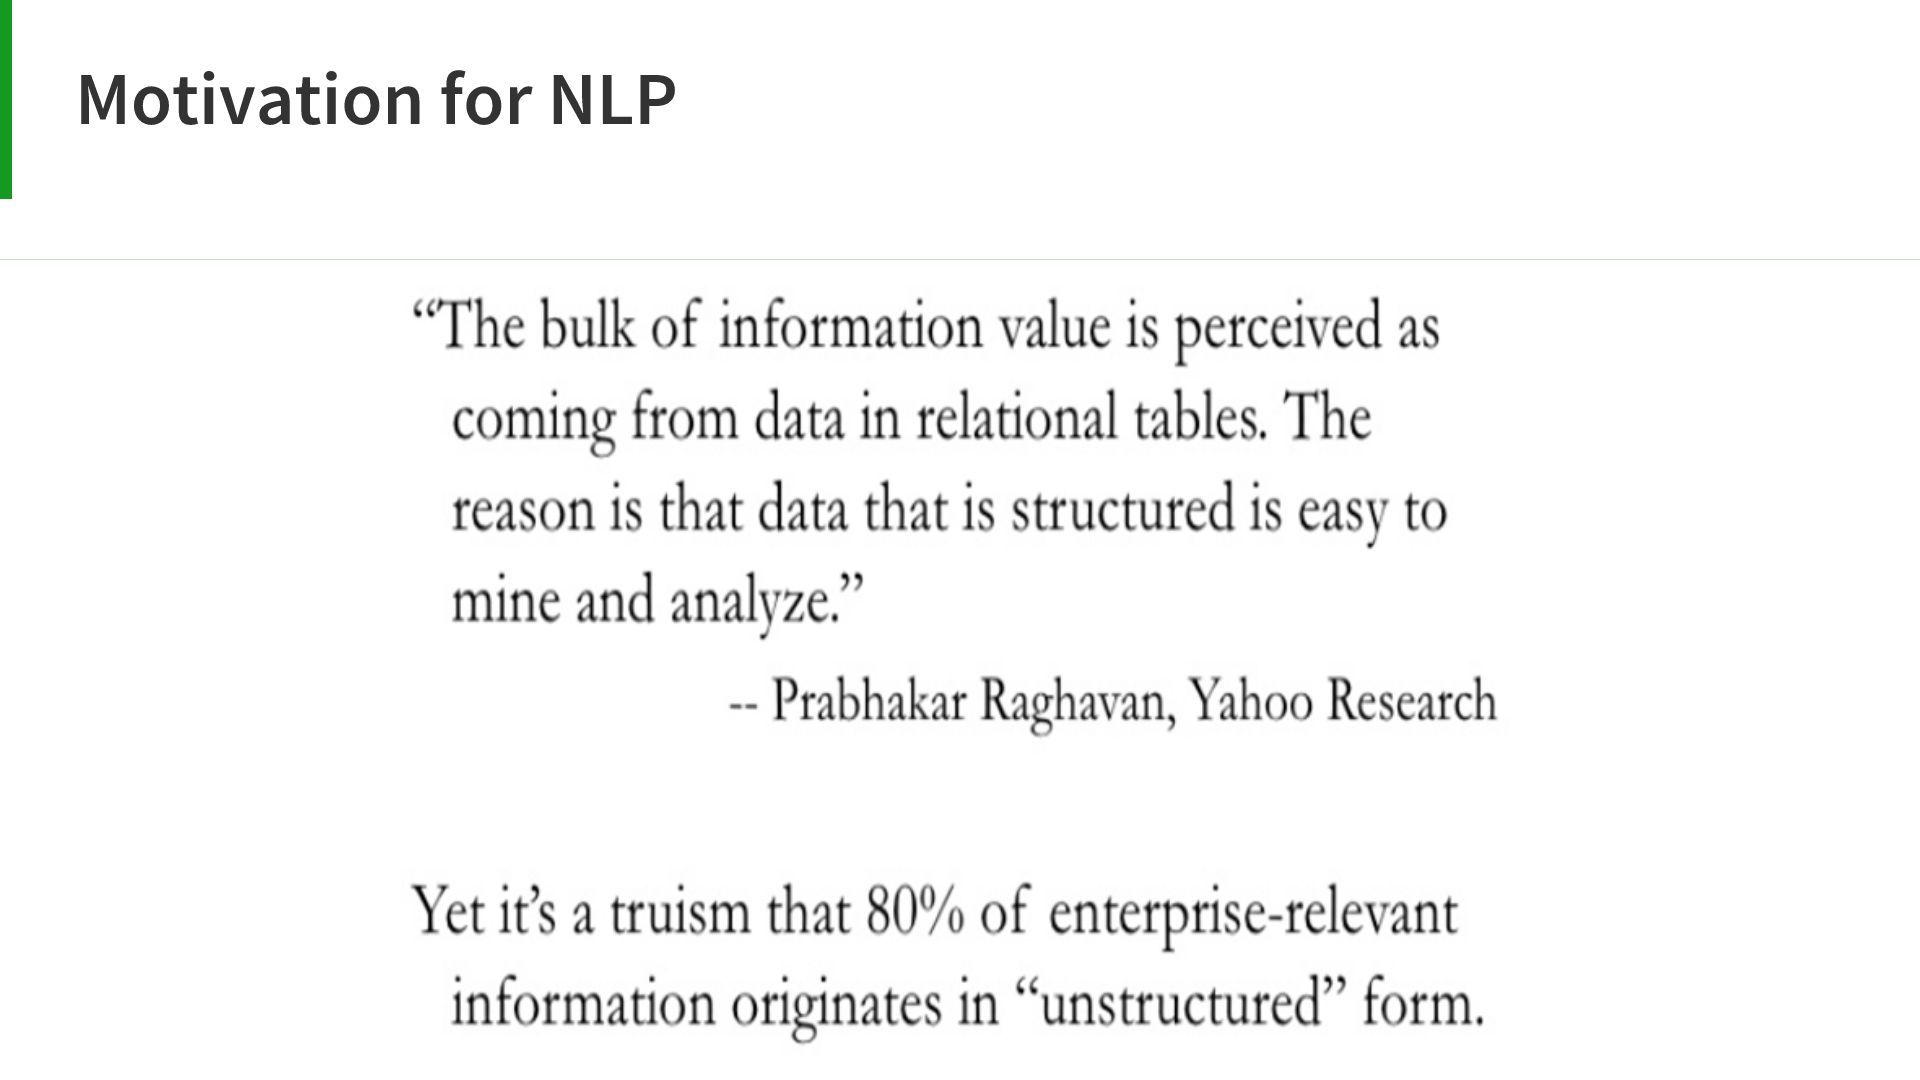 Motivation for NLP
“The bulk of information value is perceived as
coming from data in relational tables. The
reason is that data that is structured is easy to
mine and analyze.”
-- Prabhakar Raghavan, Yahoo Research
Yet it’s a truism that 80% of enterprise-relevant
information originates in “unstructured” form.